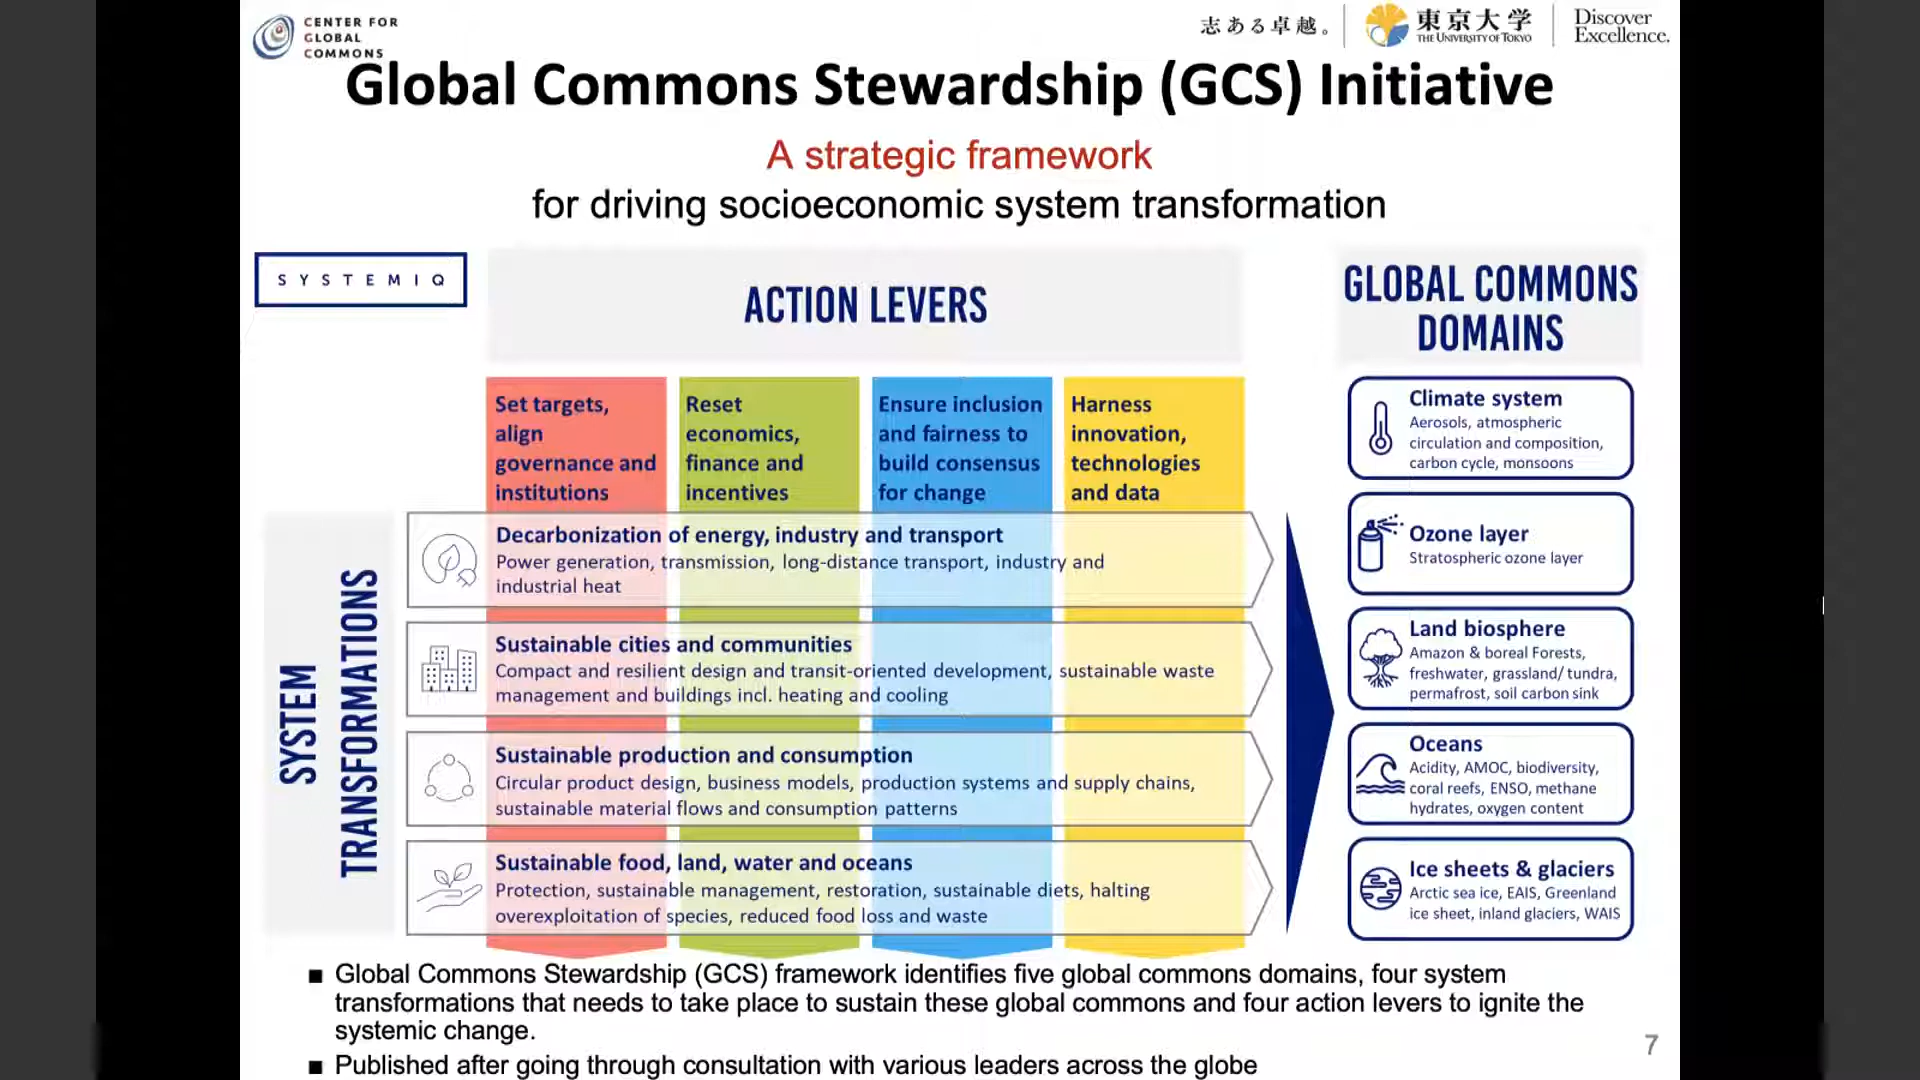 CENTER FOR
GLOBAL
COMMONS
志ある卓越。
東京大学
THE UNIVERSITY OF TOKYO
Discover
Excellence.
Global Commons Stewardship (GCS) Initiative
A strategic framework
for driving socioeconomic system transformation
SYSTEMIQ
ACTION LEVERS
GLOBAL COMMONS
DOMAINS
Set targets,
align
governance and
institutions
Reset
economics,
finance and
incentives
Ensure inclusion
and fairness to
build consensus
for change
Harness
innovation,
technologies
and data
SYSTEM
TRANSFORMATIONS
Decarbonization of energy, industry and transport
Power generation, transmission, long-distance transport, industry and
industrial heat
Sustainable cities and communities
Compact and resilient design and transit-oriented development, sustainable waste
management and buildings incl. heating and cooling
Sustainable production and consumption
Circular product design, business models, production systems and supply chains,
sustainable material flows and consumption patterns
Sustainable food, land, water and oceans
Protection, sustainable management, restoration, sustainable diets, halting
overexploitation of species, reduced food loss and waste
Climate system
Aerosols, atmospheric
circulation and composition,
carbon cycle, monsoons
Ozone layer
Stratospheric ozone layer
Land biosphere
Amazon & boreal Forests,
freshwater, grassland/ tundra,
permafrost, soil carbon sink
Oceans
Acidity, AMOC, biodiversity,
coral reefs, ENSO, methane
hydrates, oxygen content
Ice sheets & glaciers
Arctic sea ice, EAIS, Greenland
ice sheet, inland glaciers, WAIS
■ Global Commons Stewardship (GCS) framework identifies five global commons domains, four system
transformations that needs to take place to sustain these global commons and four action levers to ignite the
systemic change.
■ Published after going through consultation with various leaders across the globe
7